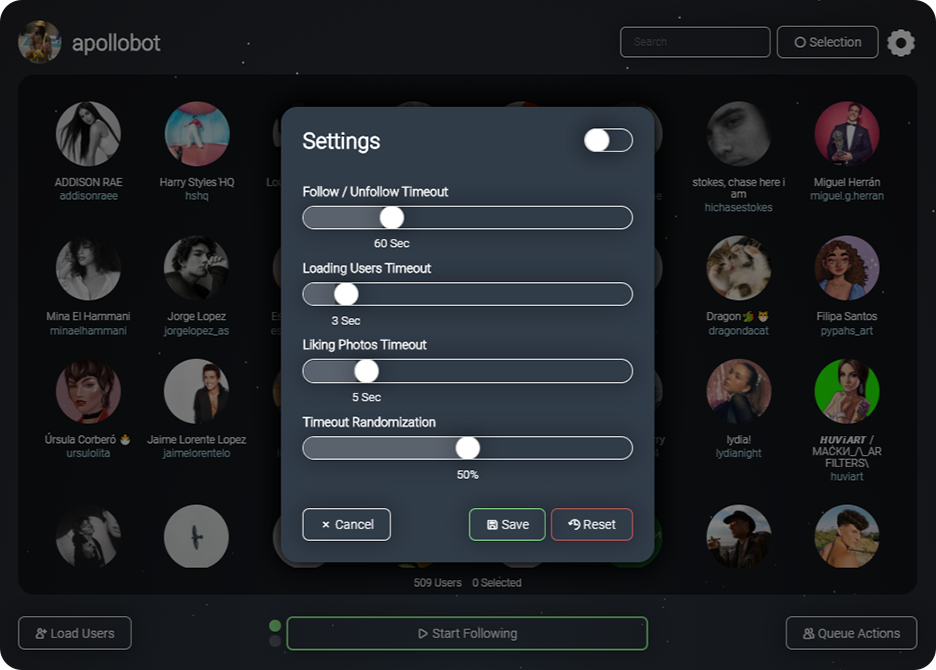 apollobot
Search
Selection
Settings
Follow / Unfollow Timeout
60 Sec
Loading Users Timeout
3 Sec
Liking Photos Timeout
5 Sec
Timeout Randomization
50%
Cancel
Save
Reset
ADDISON RAE
addisonraee
Harry Styles HQ
hshq
stokes, chase here i
am
hichasestokes
Miguel Herrán
miguel.g.herran
Mina El Hammani
minaelhammani
Jorge Lopez
jorgelopez_as
Dragon🐉 🐱
dragondacat
Filipa Santos
pypahs_art
Úrsula Corberó 🐣
ursulolita
Jaime Lorente Lopez
jaimelorentelo
lydia!
lydianight
HUViART /
МАСКИ_/\_AR
FILTERS\
huviart
509 Users 0 Selected
Load Users
Start Following
Queue Actions